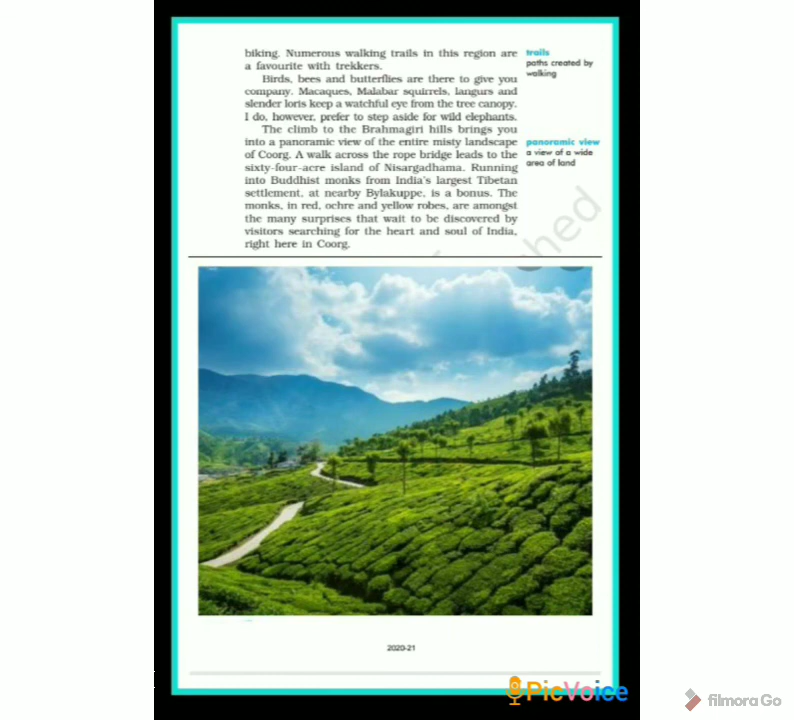 biking. Numerous walking trails in this region are
a favourite with trekkers.
Birds, bees and butterflies are there to give you
company. Macaques, Malabar squirrels, langurs and
slender loris keep a watchful eye from the tree canopy.
I do, however, prefer to step aside for wild elephants.
The climb to the Brahmagiri hills brings you
into a panoramic view of the entire misty landscape
of Coorg. A walk across the rope bridge leads to the
sixty-four-acre island of Nisargadhama. Running
into Buddhist monks from India's largest Tibetan
settlement, at nearby Bylakuppe, is a bonus. The
monks, in red, ochre and yellow robes, are amongst
the many surprises that wait to be discovered by
visitors searching for the heart and soul of India,
right here in Coorg.
trails
paths created by
walking
panoramic view
a view of a wide
area of land
2020-21
PicVoice
filmora Go